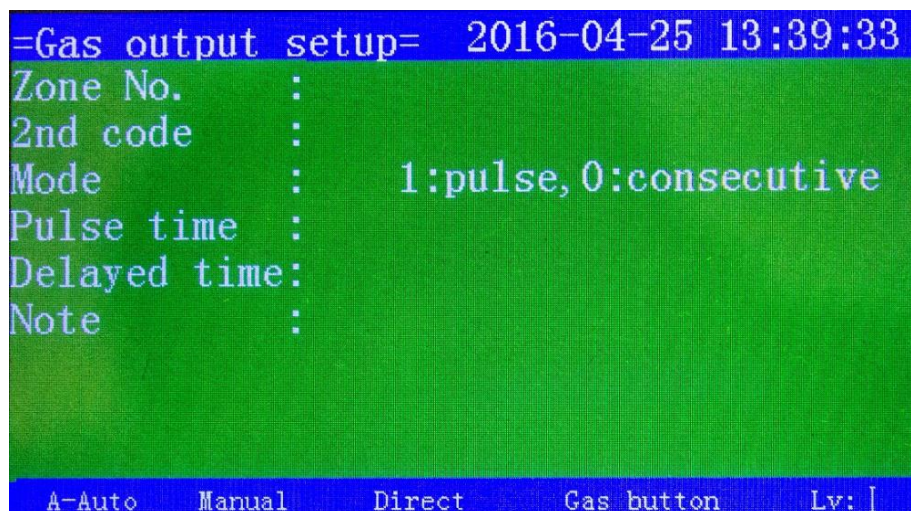 =Gas output setup= 2016-04-25 13:39:33
Zone No. :
2nd code :
Mode : 1:pulse,0:consecutive
Pulse time :
Delayed time:
Note :
A-Auto Manual Direct Gas button Lv: